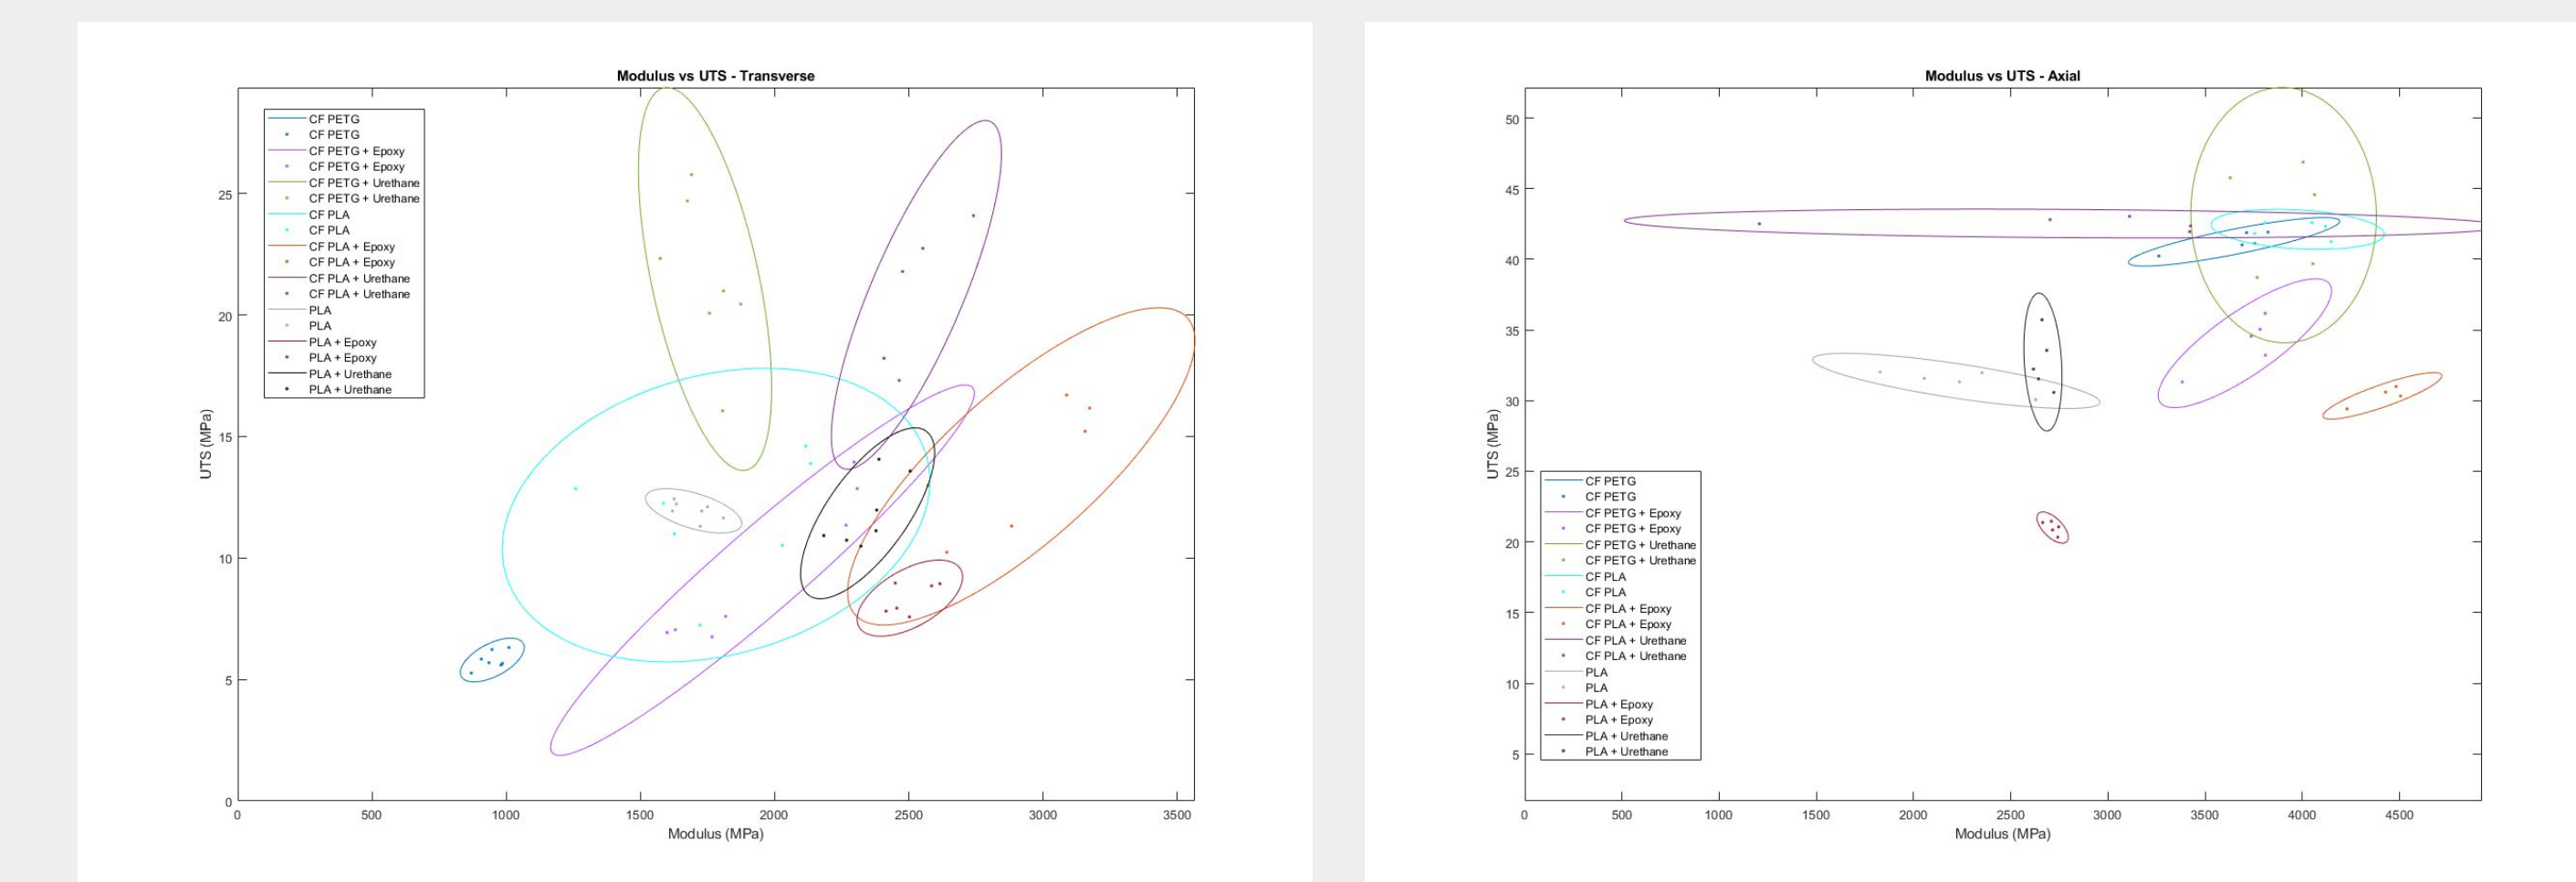 Modulus vs UTS - Transverse
CF PETG
CF PETG
CF PETG + Epoxy
CF PETG + Epoxy
CF PETG + Urethane
CF PETG + Urethane
CF PLA
CF PLA
CF PLA + Epoxy
CF PLA + Epoxy
CF PLA + Urethane
CF PLA + Urethane
PLA
PLA
PLA + Epoxy
PLA + Epoxy
PLA + Urethane
PLA + Urethane
25
20
15
10
5
0
UTS (MPa)
0 500 1000 1500 2000 2500 3000 3500
Modulus (MPa)
Modulus vs UTS - Axial
50
45
40
35
30
25
20
15
10
5
UTS (MPa)
CF PETG
CF PETG
CF PETG + Epoxy
CF PETG + Epoxy
CF PETG + Urethane
CF PETG + Urethane
CF PLA
CF PLA
CF PLA + Epoxy
CF PLA + Epoxy
CF PLA + Urethane
CF PLA + Urethane
PLA
PLA
PLA + Epoxy
PLA + Epoxy
PLA + Urethane
PLA + Urethane
0 500 1000 1500 2000 2500 3000 3500 4000 4500
Modulus (MPa)